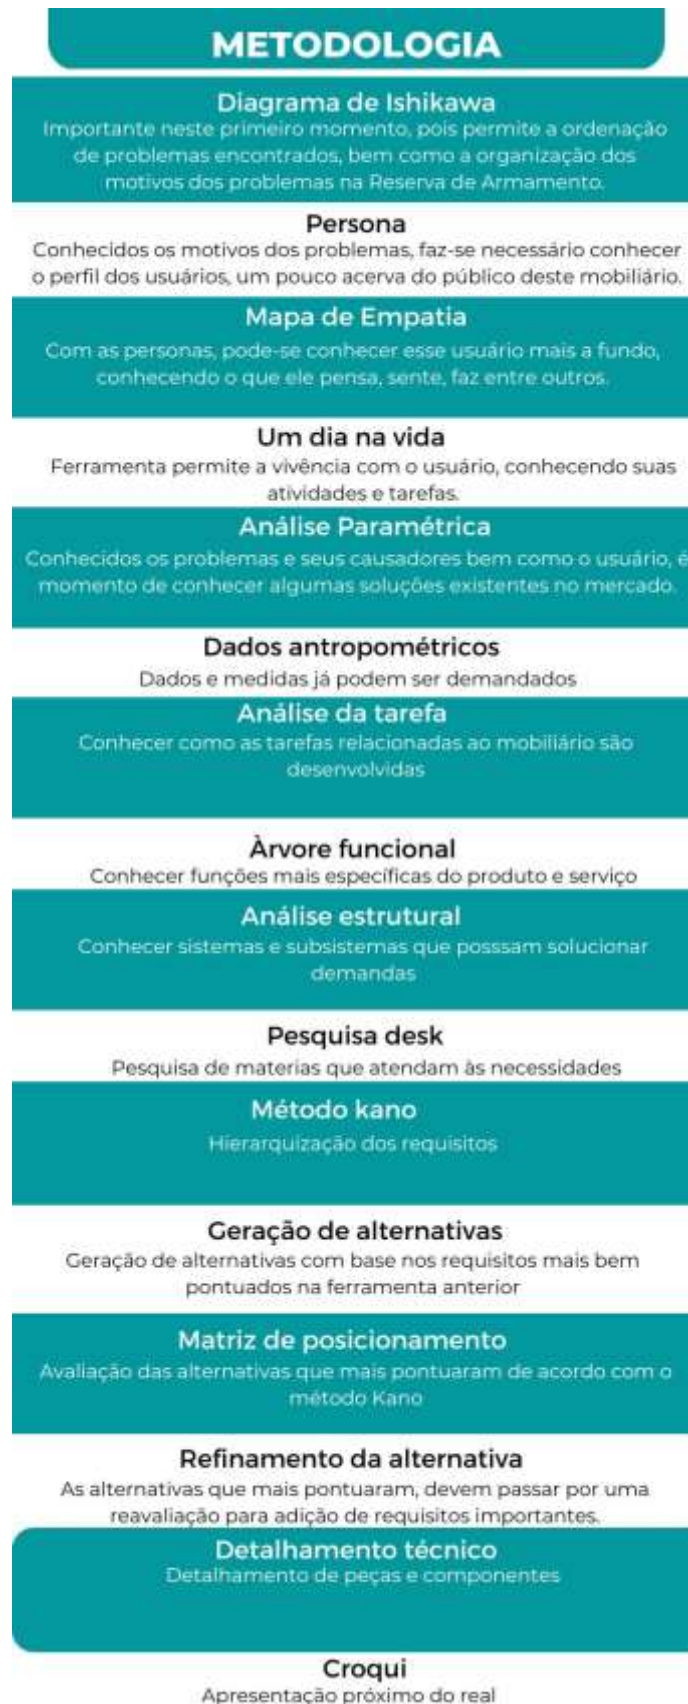 METODOLOGIA
Diagrama de Ishikawa
Importante neste primeiro momento, pois permite a ordenação
de problemas encontrados, bem como a organização dos
motivos dos problemas na Reserva de Armamento.
Persona
Conhecidos os motivos dos problemas, faz-se necessário conhecer
o perfil dos usuários, um pouco acerva do público deste mobiliário.
Mapa de Empatia
Com as personas, pode-se conhecer esse usuário mais a fundo,
conhecendo o que ele pensa, sente, faz entre outros.
Um dia na vida
Ferramenta permite a vivência com o usuário, conhecendo suas
atividades e tarefas.
Análise Paramétrica
Conhecidos os problemas e seus causadores bem como o usuário, é
momento de conhecer algumas soluções existentes no mercado.
Dados antropométricos
Dados e medidas já podem ser demandados
Análise da tarefa
Conhecer como as tarefas relacionadas ao mobiliário são
desenvolvidas
Àrvore funcional
Conhecer funções mais específicas do produto e serviço
Análise estrutural
Conhecer sistemas e subsistemas que posssam solucionar
demandas
Pesquisa desk
Pesquisa de materias que atendam às necessidades
Método kano
Hierarquização dos requisitos
Geração de alternativas
Geração de alternativas com base nos requisitos mais bem
pontuados na ferramenta anterior
Matriz de posicionamento
Avaliação das alternativas que mais pontuaram de acordo com o
método Kano
Refinamento da alternativa
As alternativas que mais pontuaram, devem passar por uma
reavaliação para adição de requisitos importantes.
Detalhamento técnico
Detalhamento de peças e componentes
Croqui
Apresentação próximo do real